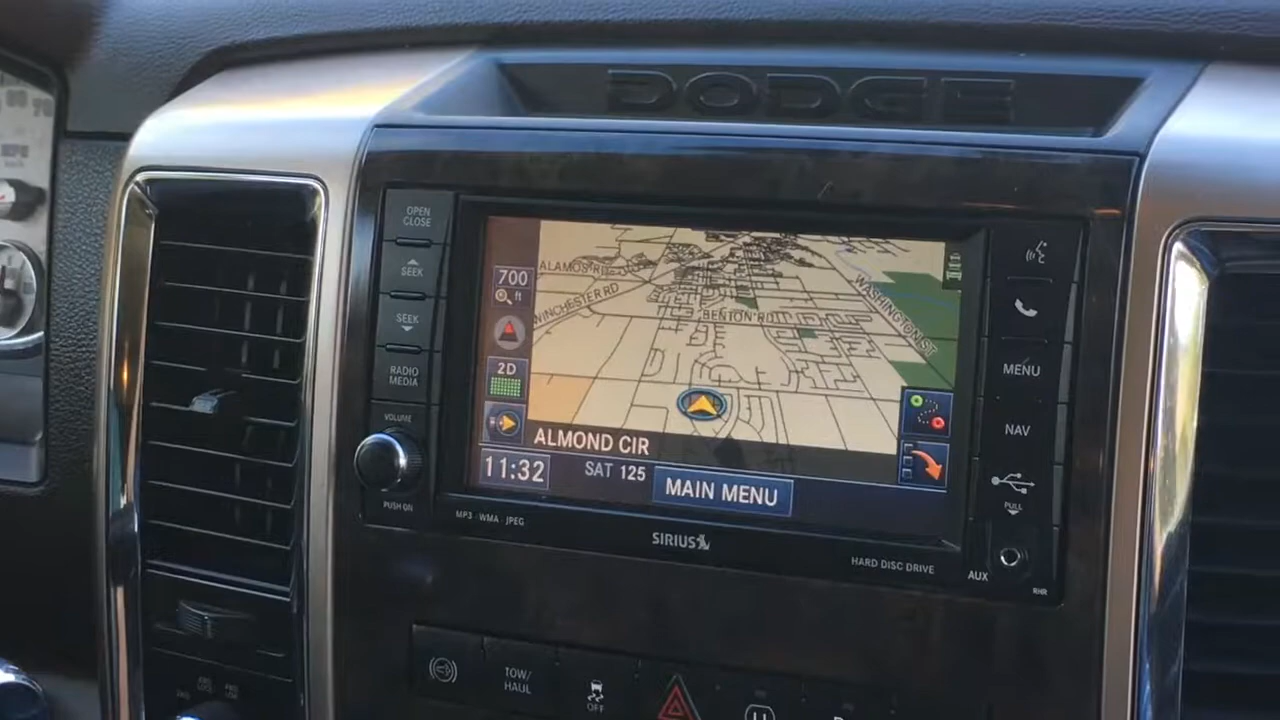 DODGE
OPEN
CLOSE
SEEK
SEEK
RADIO
MEDIA
VOLUME
PUSH ON
700
ft
2D
ALAMOS RD
WINCHESTER RD
BENTON RD
WASHINGTON ST
ALMOND CIR
11:32
SAT 125
MAIN MENU
MENU
NAV
PULL
AUX
RHR
MP3 WMA JPEG
SIRIUS
HARD DISC DRIVE
TOW/
HAUL
OFF